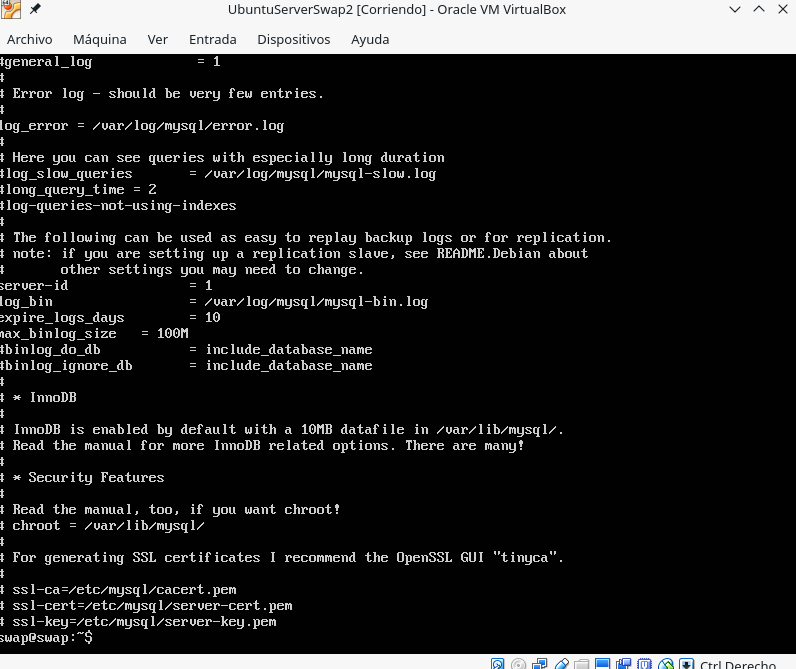 UbuntuServerSwap2 [Corriendo] - Oracle VM VirtualBox
Archivo Máquina Ver Entrada Dispositivos Ayuda
#general_log             = 1
#
# Error log - should be very few entries.
#
log_error = /var/log/mysql/error.log
#
# Here you can see queries with especially long duration
#log_slow_queries       = /var/log/mysql/mysql-slow.log
#long_query_time = 2
#log-queries-not-using-indexes
#
# The following can be used as easy to replay backup logs or for replication.
# note: if you are setting up a replication slave, see README.Debian about
#       other settings you may need to change.
server-id               = 1
log_bin                 = /var/log/mysql/mysql-bin.log
expire_logs_days        = 10
max_binlog_size   = 100M
#binlog_do_db           = include_database_name
#binlog_ignore_db       = include_database_name
#
# * InnoDB
#
# InnoDB is enabled by default with a 10MB datafile in /var/lib/mysql/.
# Read the manual for more InnoDB related options. There are many!
#
# * Security Features
#
# Read the manual, too, if you want chroot!
# chroot = /var/lib/mysql/
#
# For generating SSL certificates I recommend the OpenSSL GUI "tinyca".
#
# ssl-ca=/etc/mysql/cacert.pem
# ssl-cert=/etc/mysql/server-cert.pem
# ssl-key=/etc/mysql/server-key.pem
swap@swap:~$
Ctrl Derecho